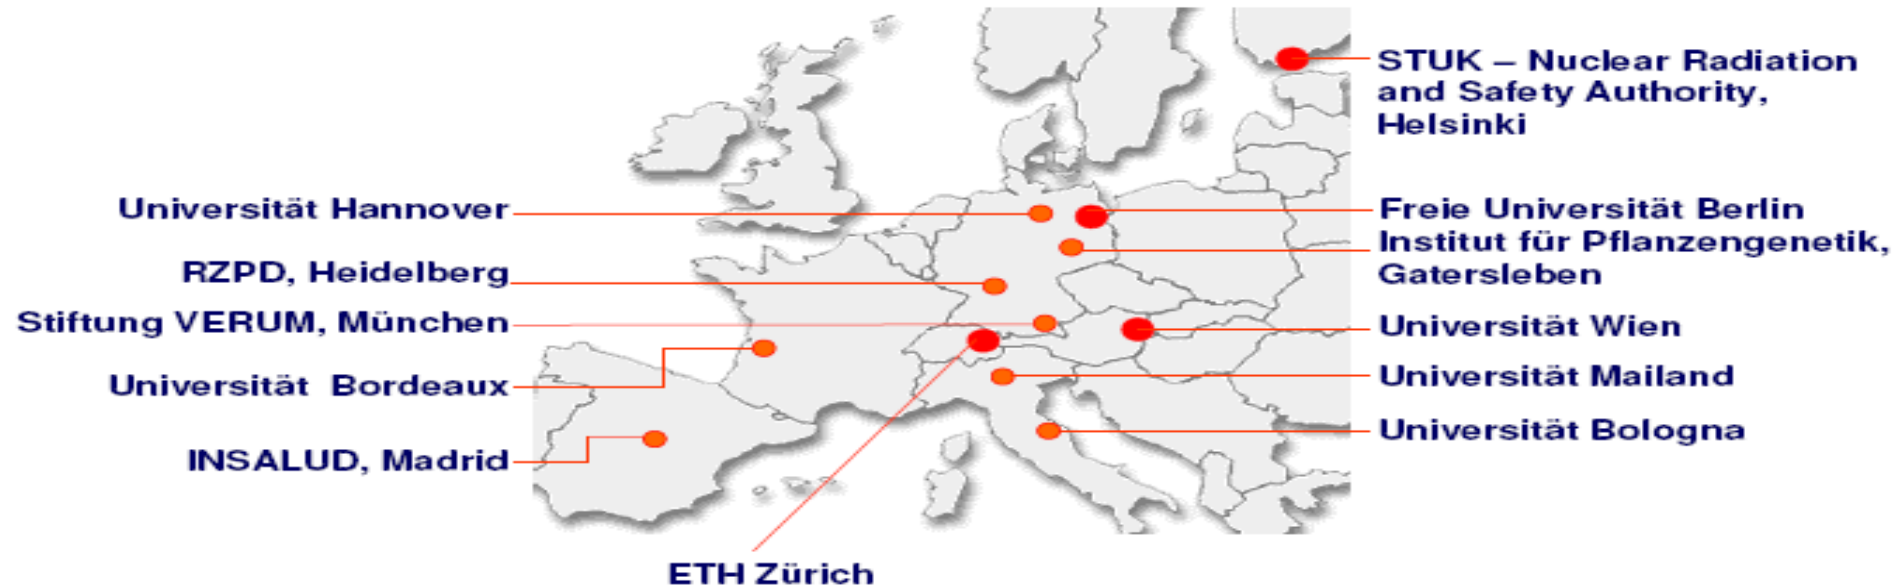 STUK – Nuclear Radiation
and Safety Authority,
Helsinki
Universität Hannover
Freie Universität Berlin
Institut für Pflanzengenetik,
Gatersleben
RZPD, Heidelberg
Stiftung VERUM, München
Universität Wien
Universität Bordeaux
Universität Mailand
Universität Bologna
INSALUD, Madrid
ETH Zürich